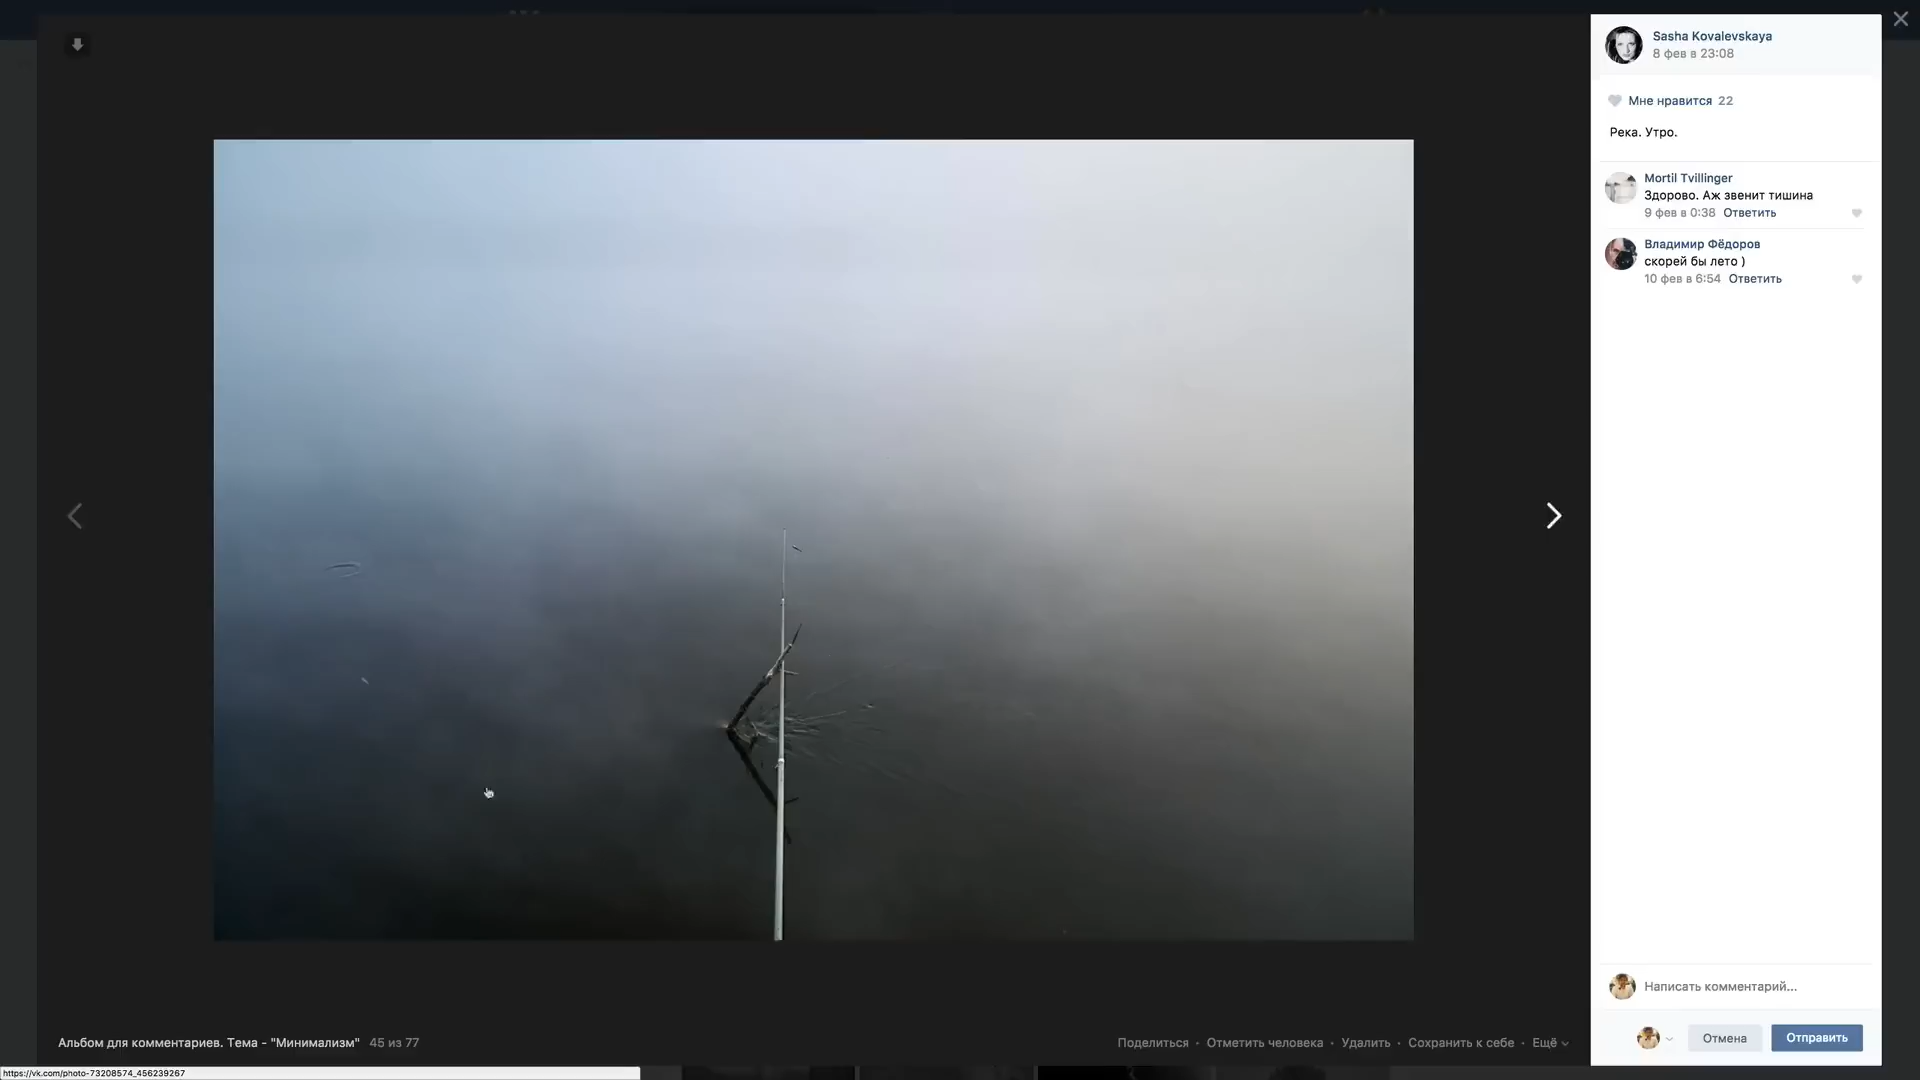 Sasha Kovalevskaya
8 фев в 23:08
Мне нравится 22
Река. Утро.
Mortil Tvillinger
Здорово. Аж звенит тишина
9 фев в 0:38 Ответить
Владимир Фёдоров
скорей бы лето )
10 фев в 6:54 Ответить
Написать комментарий...
Отмена
Отправить
Альбом для комментариев. Тема - "Минимализм" 45 из 77
Поделиться · Отметить человека · Удалить · Сохранить к себе · Ещё
https://vk.com/photo-73208574_456239267